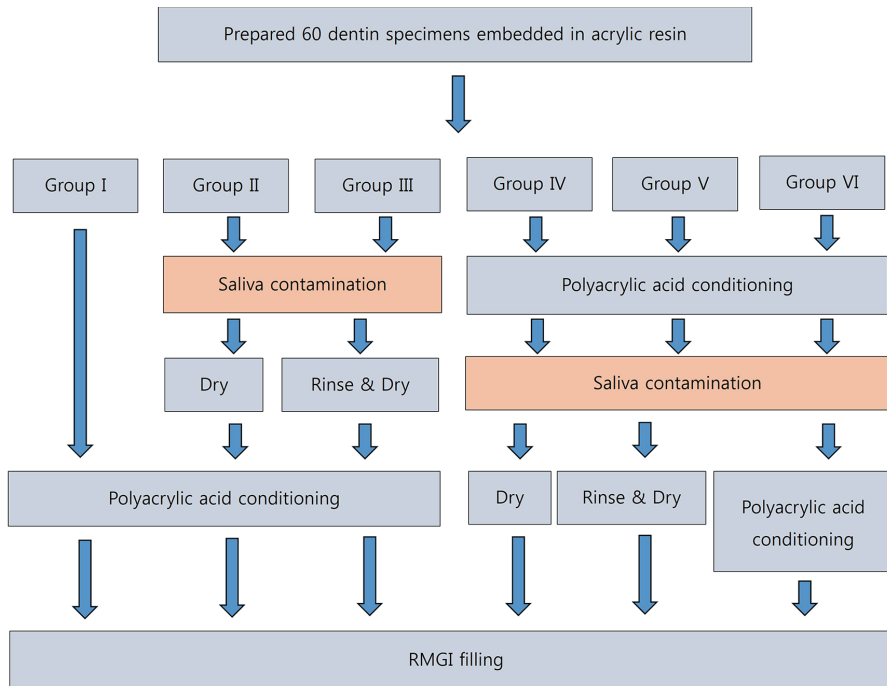 Prepared 60 dentin specimens embedded in acrylic resin
Group Ⅰ
Group Ⅱ
Group Ⅲ
Group Ⅳ
Group Ⅴ
Group Ⅵ
Saliva contamination
Polyacrylic acid conditioning
Dry
Rinse & Dry
Saliva contamination
Polyacrylic acid conditioning
Dry
Rinse & Dry
Polyacrylic acid
conditioning
RMGI filling